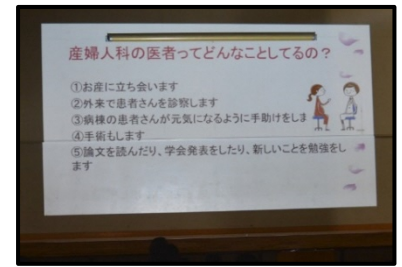 産婦人科の医者ってどんなことしてるの？
①お産に立ち会います
②外来で患者さんを診察します
③病棟の患者さんが元気になるように手助けをしま
④手術もします
⑤論文を読んだり、学会発表をしたり、新しいことを勉強をし
ます